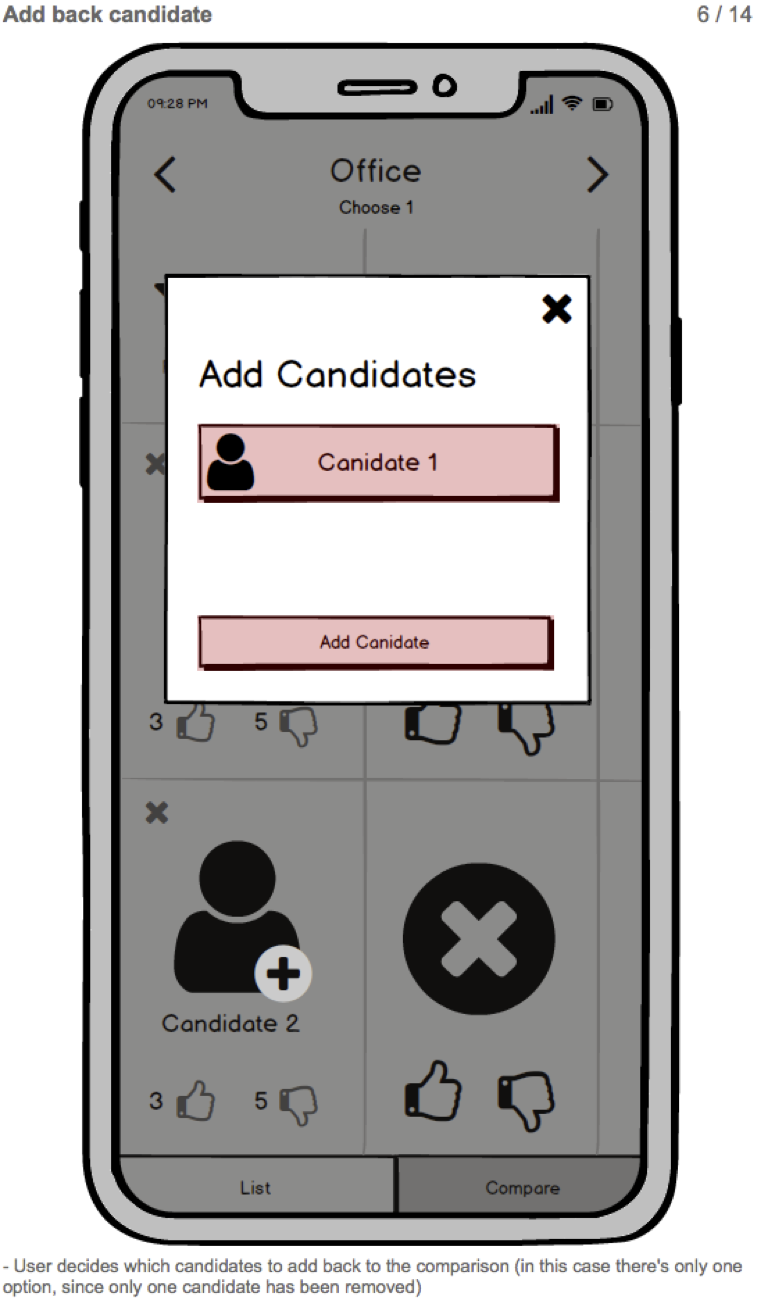 Add back candidate 6 / 14
09:28 PM
Office
Choose 1
Add Candidates
Canidate 1
Add Canidate
3 5
Candidate 2
3 5
List Compare
- User decides which candidates to add back to the comparison (in this case there's only one
option, since only one candidate has been removed)